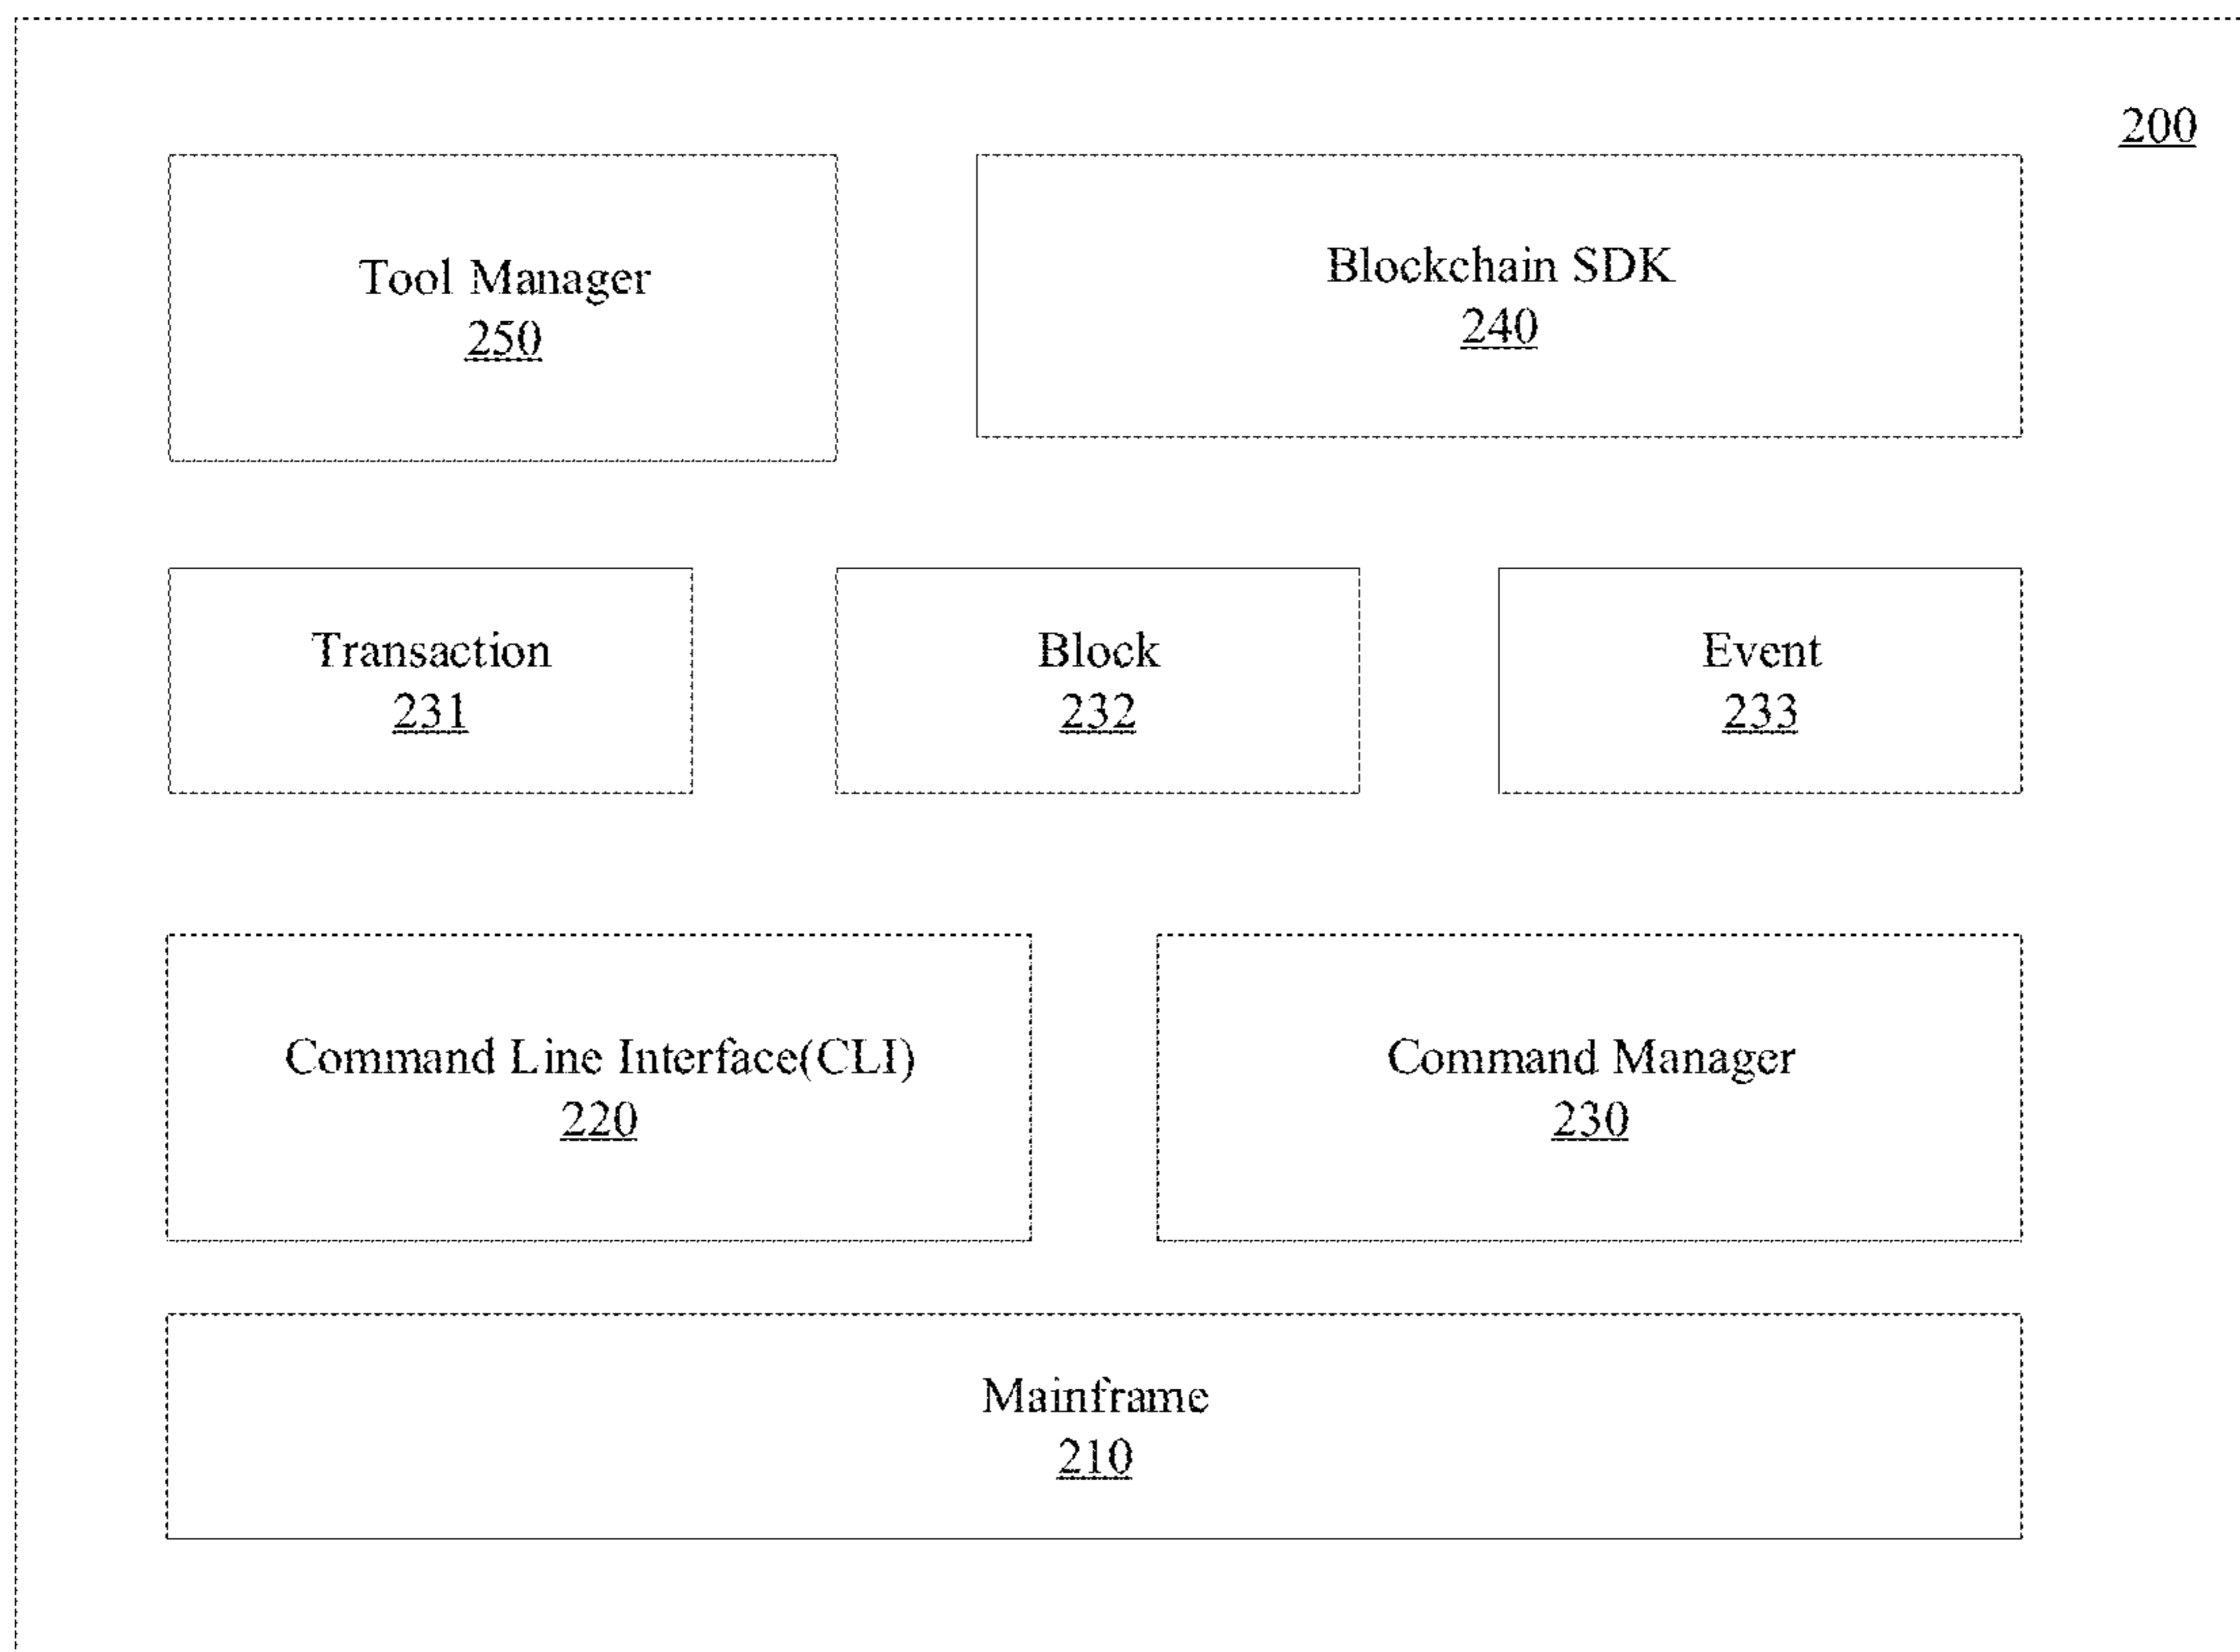 200
Tool Manager
250
Blockchain SDK
240
Transaction
231
Block
232
Event
233
Command Line Interface(CLI)
220
Command Manager
230
Mainframe
210